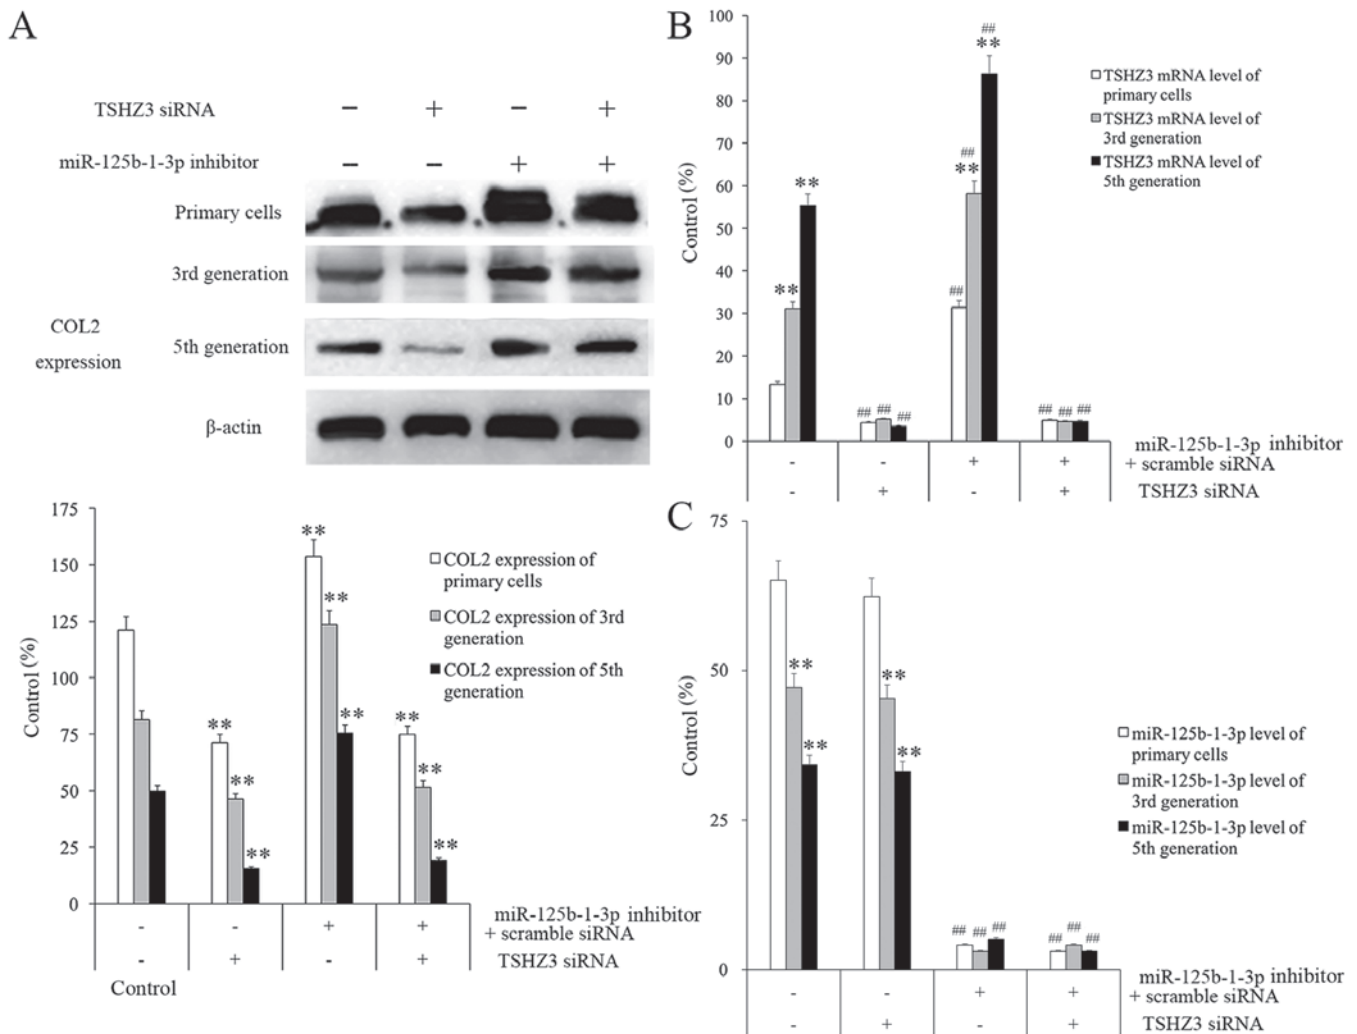 A
TSHZ3 siRNA − + − +
miR-125b-1-3p inhibitor − − + +
Primary cells
3rd generation
COL2
expression
5th generation
β-actin
175
150
125
100
75
50
25
0
Control (%)
** ** ** ** ** ** ** ** **
COL2 expression of
primary cells
COL2 expression of 3rd
generation
COL2 expression of 5th
generation
- - + +
miR-125b-1-3p inhibitor
+ scramble siRNA
- + - +
TSHZ3 siRNA
Control
B
100
90
80
70
60
50
40
30
20
10
0
Control (%)
** ** ## ## ## ## ## ** ## ** ## ## ##
TSHZ3 mRNA level of
primary cells
TSHZ3 mRNA level of
3rd generation
TSHZ3 mRNA level of
5th generation
- - + +
miR-125b-1-3p inhibitor
+ scramble siRNA
- + - +
TSHZ3 siRNA
C
75
50
25
0
Control (%)
** ** ** ** ## ## ## ## ## ##
miR-125b-1-3p level of
primary cells
miR-125b-1-3p level of
3rd generation
miR-125b-1-3p level of
5th generation
- - + +
miR-125b-1-3p inhibitor
+ scramble siRNA
- + - +
TSHZ3 siRNA